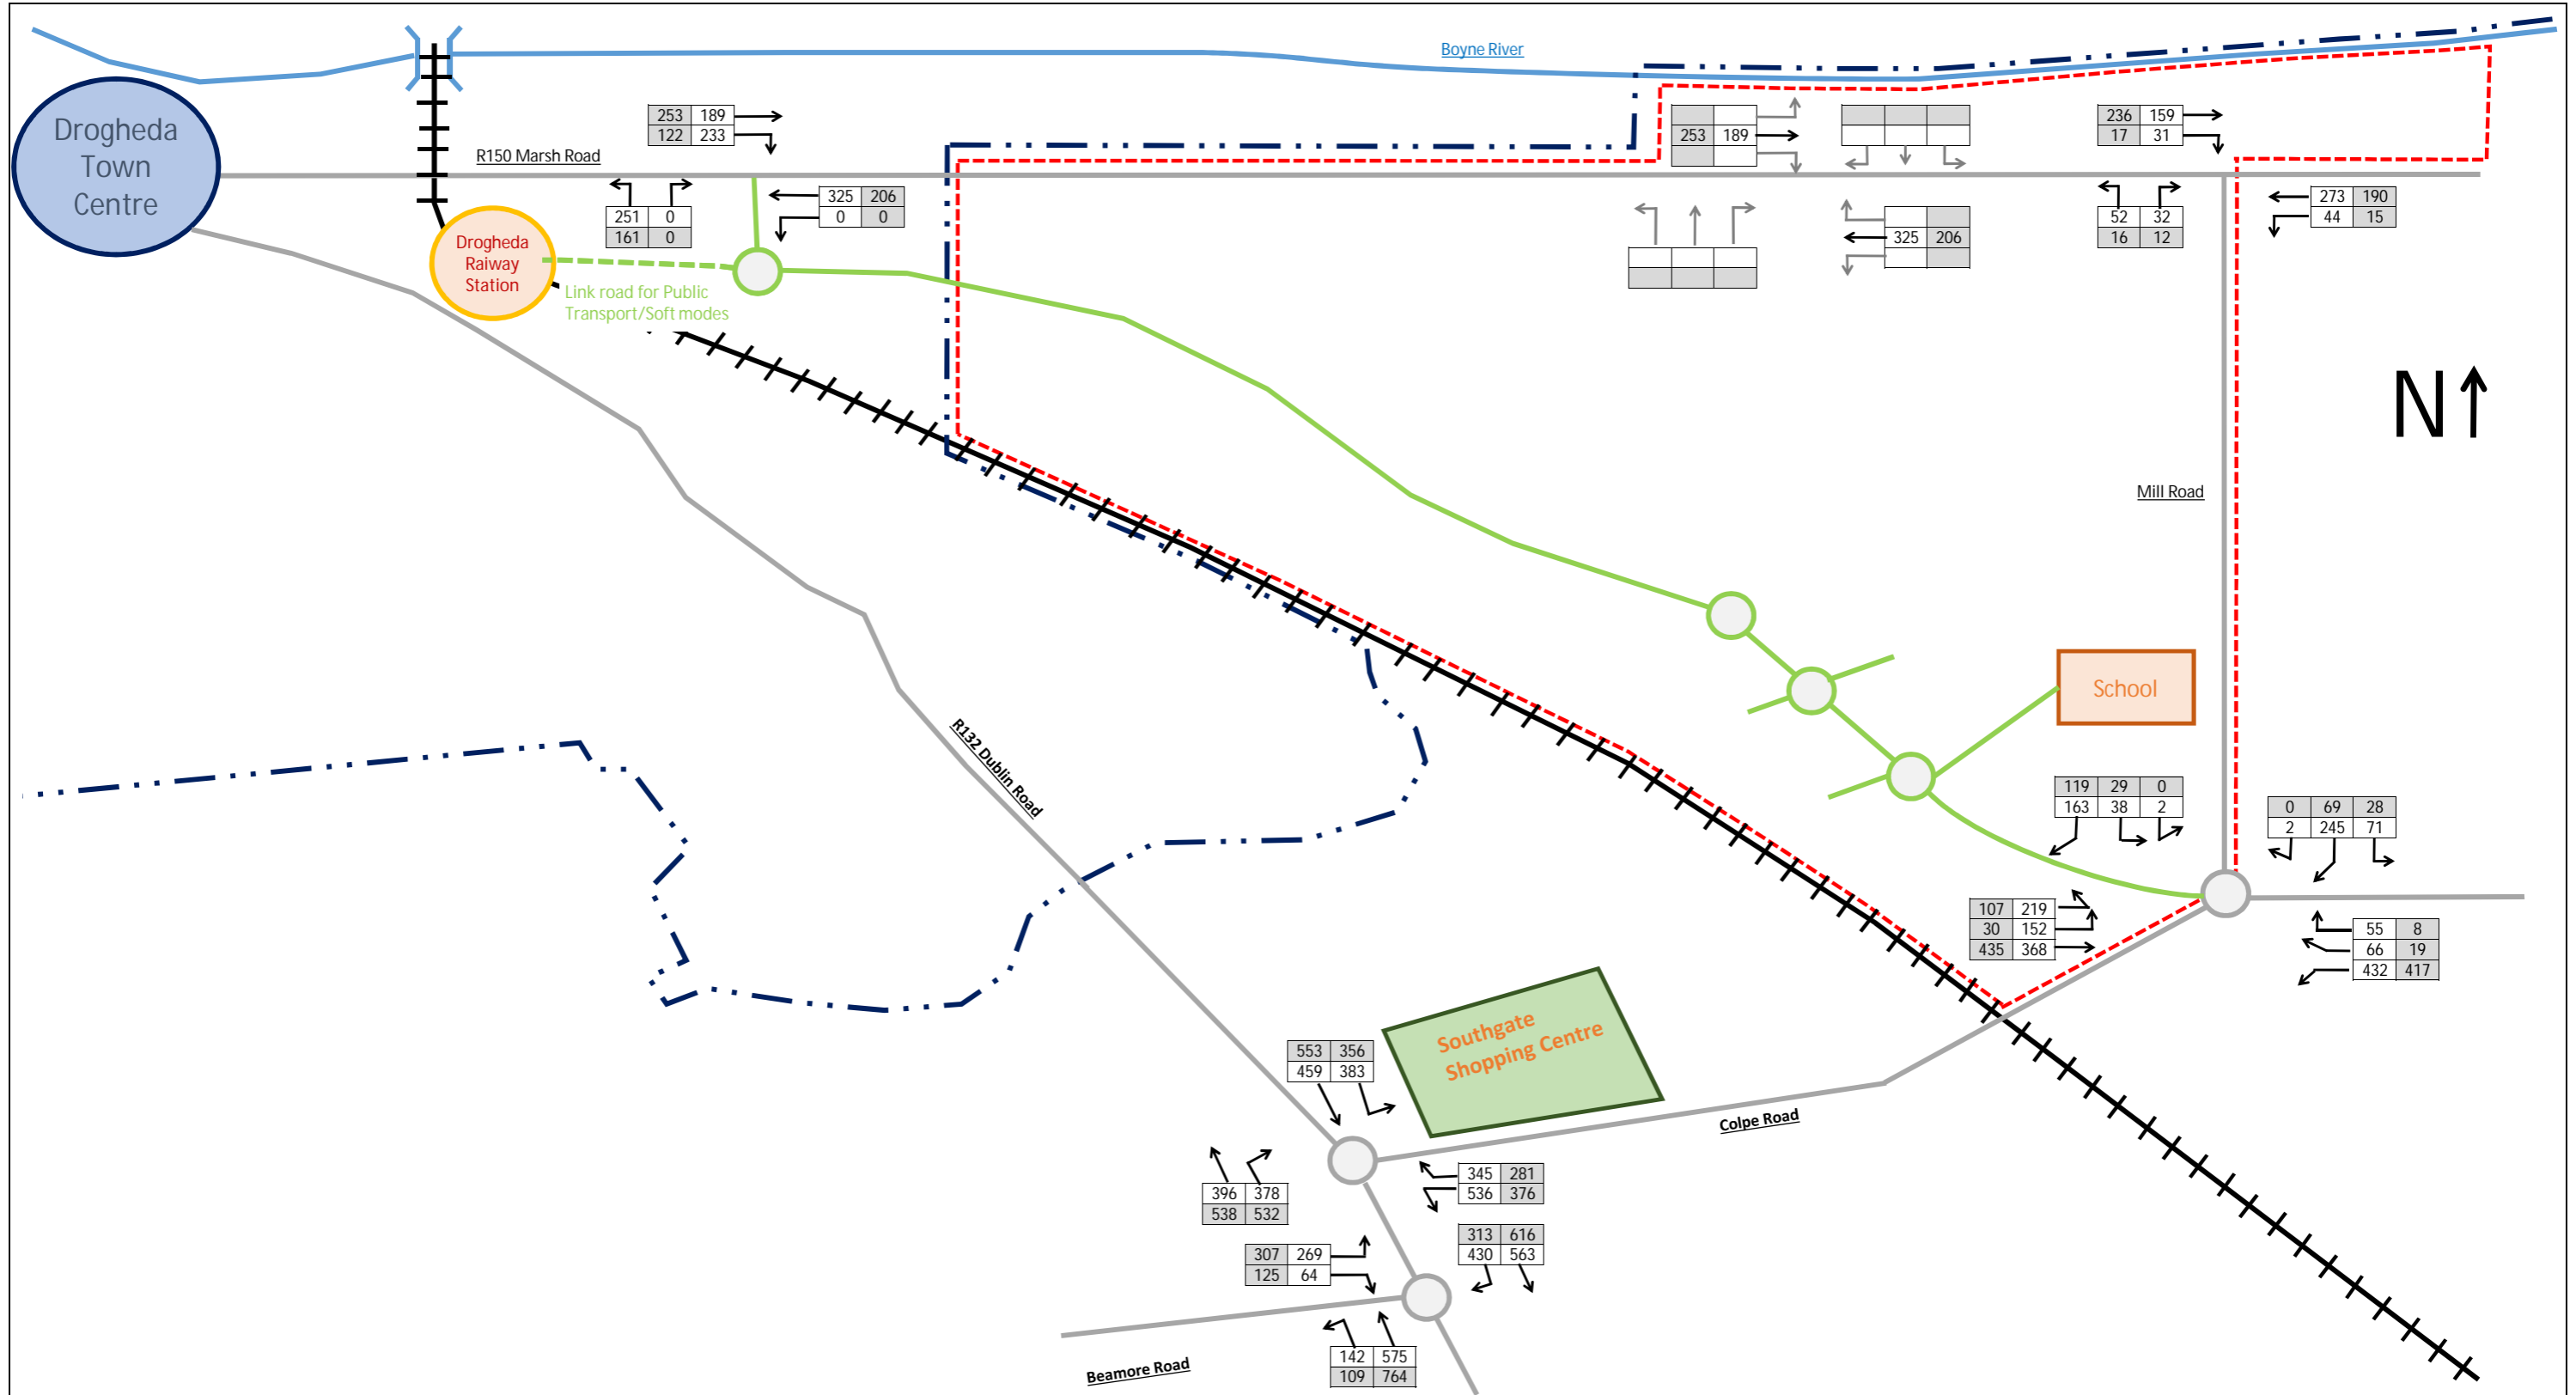 Boyne River
Drogheda
Town
Centre
253 189
122 233
253 189
236 159
17 31
R150 Marsh Road
251 0
161 0
325 206
0 0
325 206
52 32
16 12
273 190
44 15
Drogheda
Raiway
Station
Link road for Public
Transport/Soft modes
N
Mill Road
School
R132 Dublin Road
119 29 0
163 38 2
0 69 28
2 245 71
107 219
30 152
435 368
55 8
66 19
432 417
Southgate
Shopping Centre
553 356
459 383
Colpe Road
396 378
538 532
345 281
536 376
307 269
125 64
313 616
430 563
Beamore Road
142 575
109 764